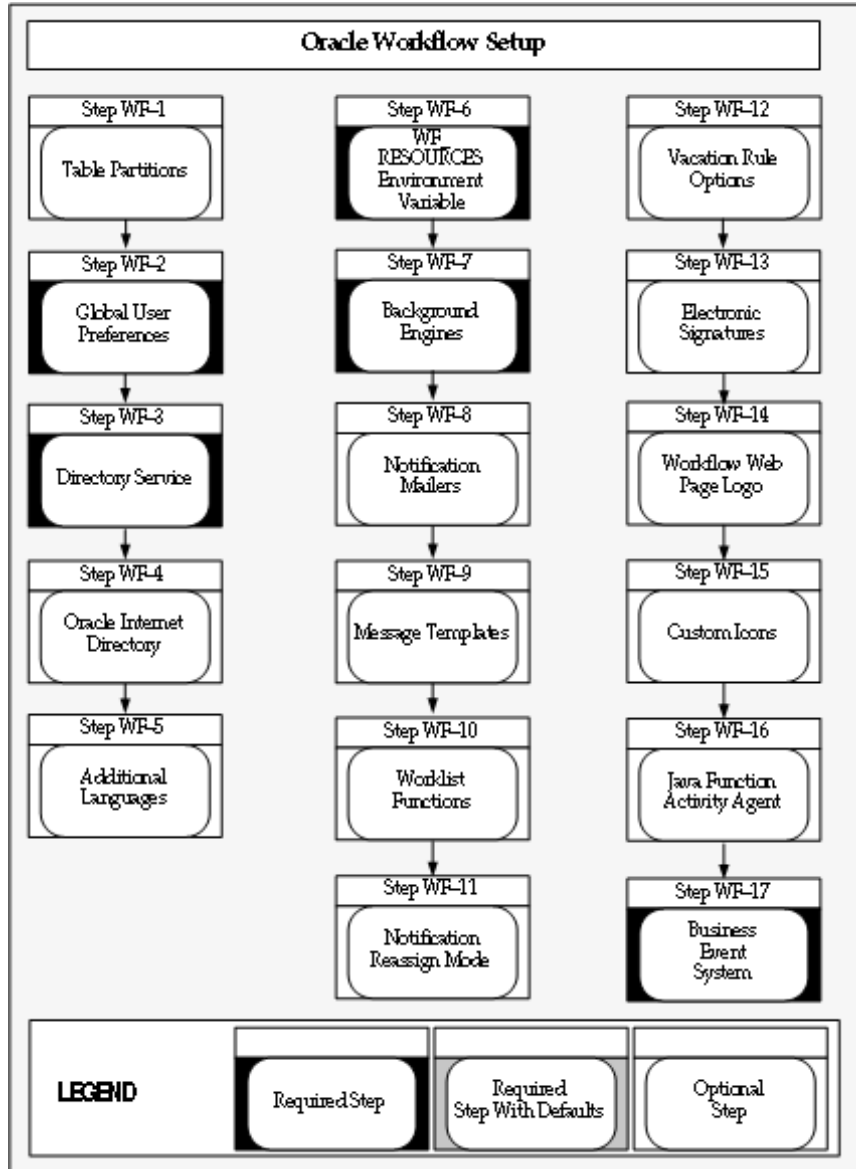 Oracle Workflow Setup
Step WF-1
Table Partitions
Step WF-2
Global User
Preferences
Step WF-3
Directory Service
Step WF-4
Oracle Internet
Directory
Step WF-5
Additional
Languages
Step WF-6
WF_
RESOURCES
Environment
Variable
Step WF-7
Background
Engines
Step WF-8
Notification
Mailers
Step WF-9
Message Templates
Step WF-10
Worklist
Functions
Step WF-11
Notification
Reassign Mode
Step WF-12
Vacation Rule
Options
Step WF-13
Electronic
Signatures
Step WF-14
Workflow Web
Page Logo
Step WF-15
Custom Icons
Step WF-16
Java Function
Activity Agent
Step WF-17
Business
Event
System
LEGEND
Required Step
Required
Step With Defaults
Optional
Step